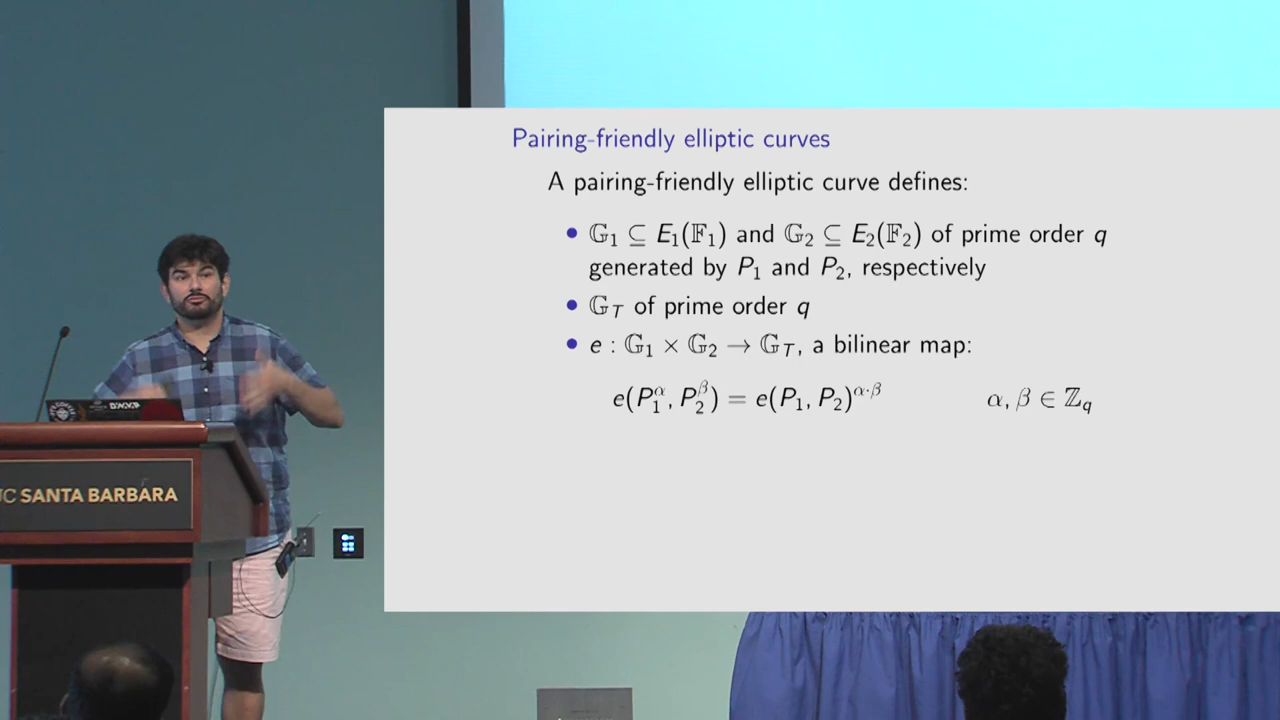 Pairing-friendly elliptic curves
A pairing-friendly elliptic curve defines:
• 𝔾₁ ⊆ E₁(𝔽₁) and 𝔾₂ ⊆ E₂(𝔽₂) of prime order q
generated by P₁ and P₂, respectively
• 𝔾_T of prime order q
• e : 𝔾₁ × 𝔾₂ → 𝔾_T, a bilinear map:
e(P₁^α, P₂^β) = e(P₁, P₂)^{α·β} α, β ∈ ℤ_q
UC SANTA BARBARA